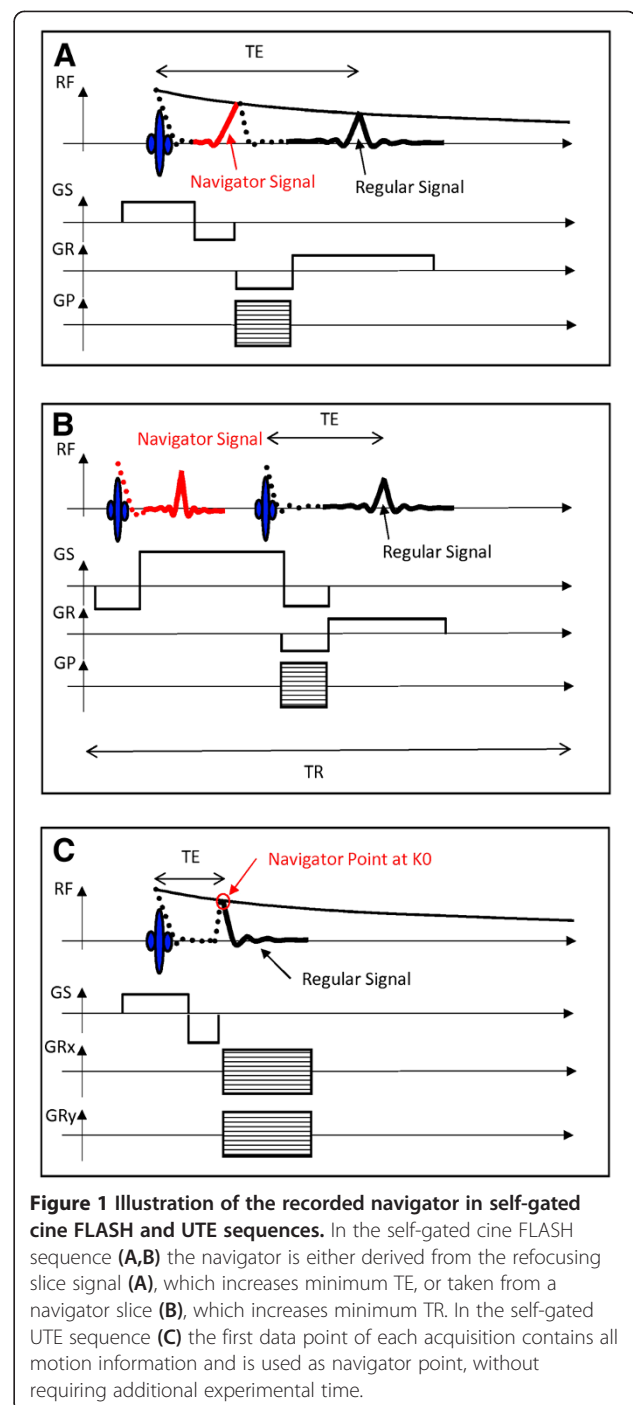 A
TE
RF
Navigator Signal
Regular Signal
GS
GR
GP
B
TE
Navigator Signal
RF
Regular Signal
GS
GR
GP
TR
C
TE
Navigator Point at K0
RF
Regular Signal
GS
GRx
GRy
Figure 1 Illustration of the recorded navigator in self-gated
cine FLASH and UTE sequences. In the self-gated cine FLASH
sequence (A,B) the navigator is either derived from the refocusing
slice signal (A), which increases minimum TE, or taken from a
navigator slice (B), which increases minimum TR. In the self-gated
UTE sequence (C) the first data point of each acquisition contains all
motion information and is used as navigator point, without
requiring additional experimental time.